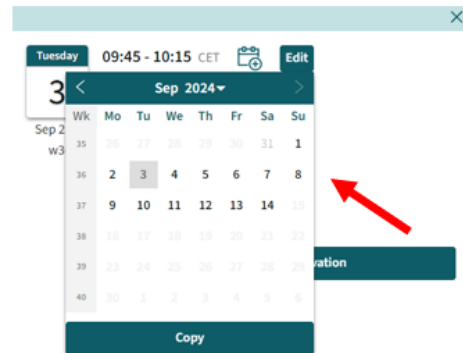 Tuesday 09:45 - 10:15 CET Edit
3
Sep 2
w3
Sep 2024
Wk Mo Tu We Th Fr Sa Su
35 26 27 28 29 30 31 1
36 2 3 4 5 6 7 8
37 9 10 11 12 13 14 15
38 16 17 18 19 20 21 22
39 23 24 25 26 27 28 29
40 30 1 2 3 4 5 6
vation
Copy